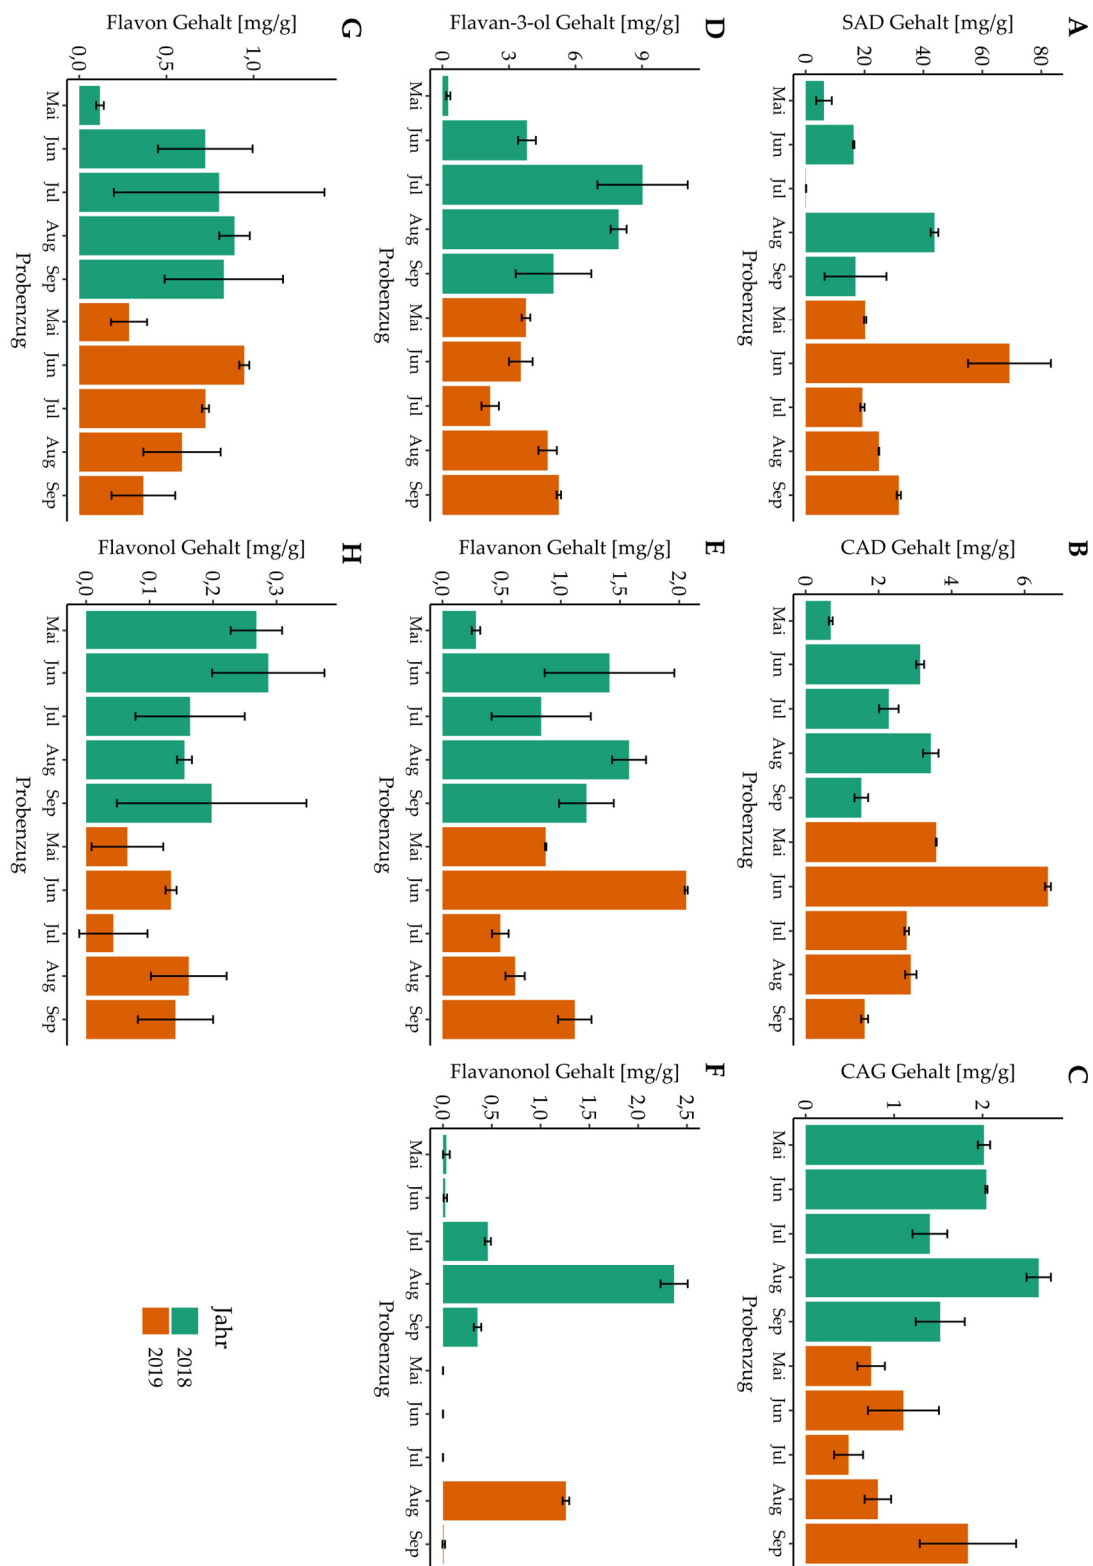 A
SAD Gehalt [mg/g]
0
20
40
60
80
Mai
Jun
Jul
Aug
Sep
Mai
Jun
Jul
Aug
Sep
Probenzug
B
CAD Gehalt [mg/g]
0
2
4
6
Mai
Jun
Jul
Aug
Sep
Mai
Jun
Jul
Aug
Sep
Probenzug
C
CAG Gehalt [mg/g]
0
1
2
Mai
Jun
Jul
Aug
Sep
Mai
Jun
Jul
Aug
Sep
Probenzug
D
Flavan-3-ol Gehalt [mg/g]
0
3
6
9
Mai
Jun
Jul
Aug
Sep
Mai
Jun
Jul
Aug
Sep
Probenzug
E
Flavanon Gehalt [mg/g]
0,0
0,5
1,0
1,5
2,0
Mai
Jun
Jul
Aug
Sep
Mai
Jun
Jul
Aug
Sep
Probenzug
F
Flavanonol Gehalt [mg/g]
0,0
0,5
1,0
1,5
2,0
2,5
Mai
Jun
Jul
Aug
Sep
Mai
Jun
Jul
Aug
Sep
Probenzug
G
Flavon Gehalt [mg/g]
0,0
0,5
1,0
Mai
Jun
Jul
Aug
Sep
Mai
Jun
Jul
Aug
Sep
Probenzug
H
Flavonol Gehalt [mg/g]
0,0
0,1
0,2
0,3
Mai
Jun
Jul
Aug
Sep
Mai
Jun
Jul
Aug
Sep
Probenzug
Jahr
2018
2019